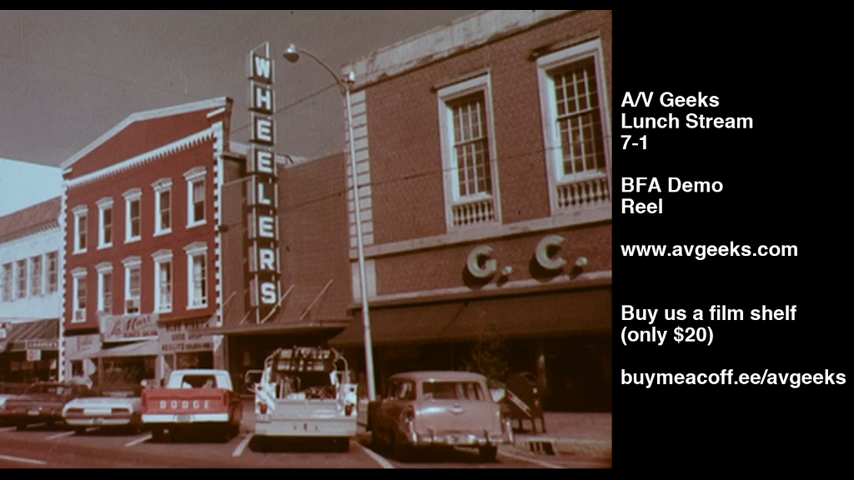 WHEELERS
G. C.
DODGE
A/V Geeks
Lunch Stream
7-1
BFA Demo
Reel
www.avgeeks.com
Buy us a film shelf
(only $20)
buymeacoff.ee/avgeeks